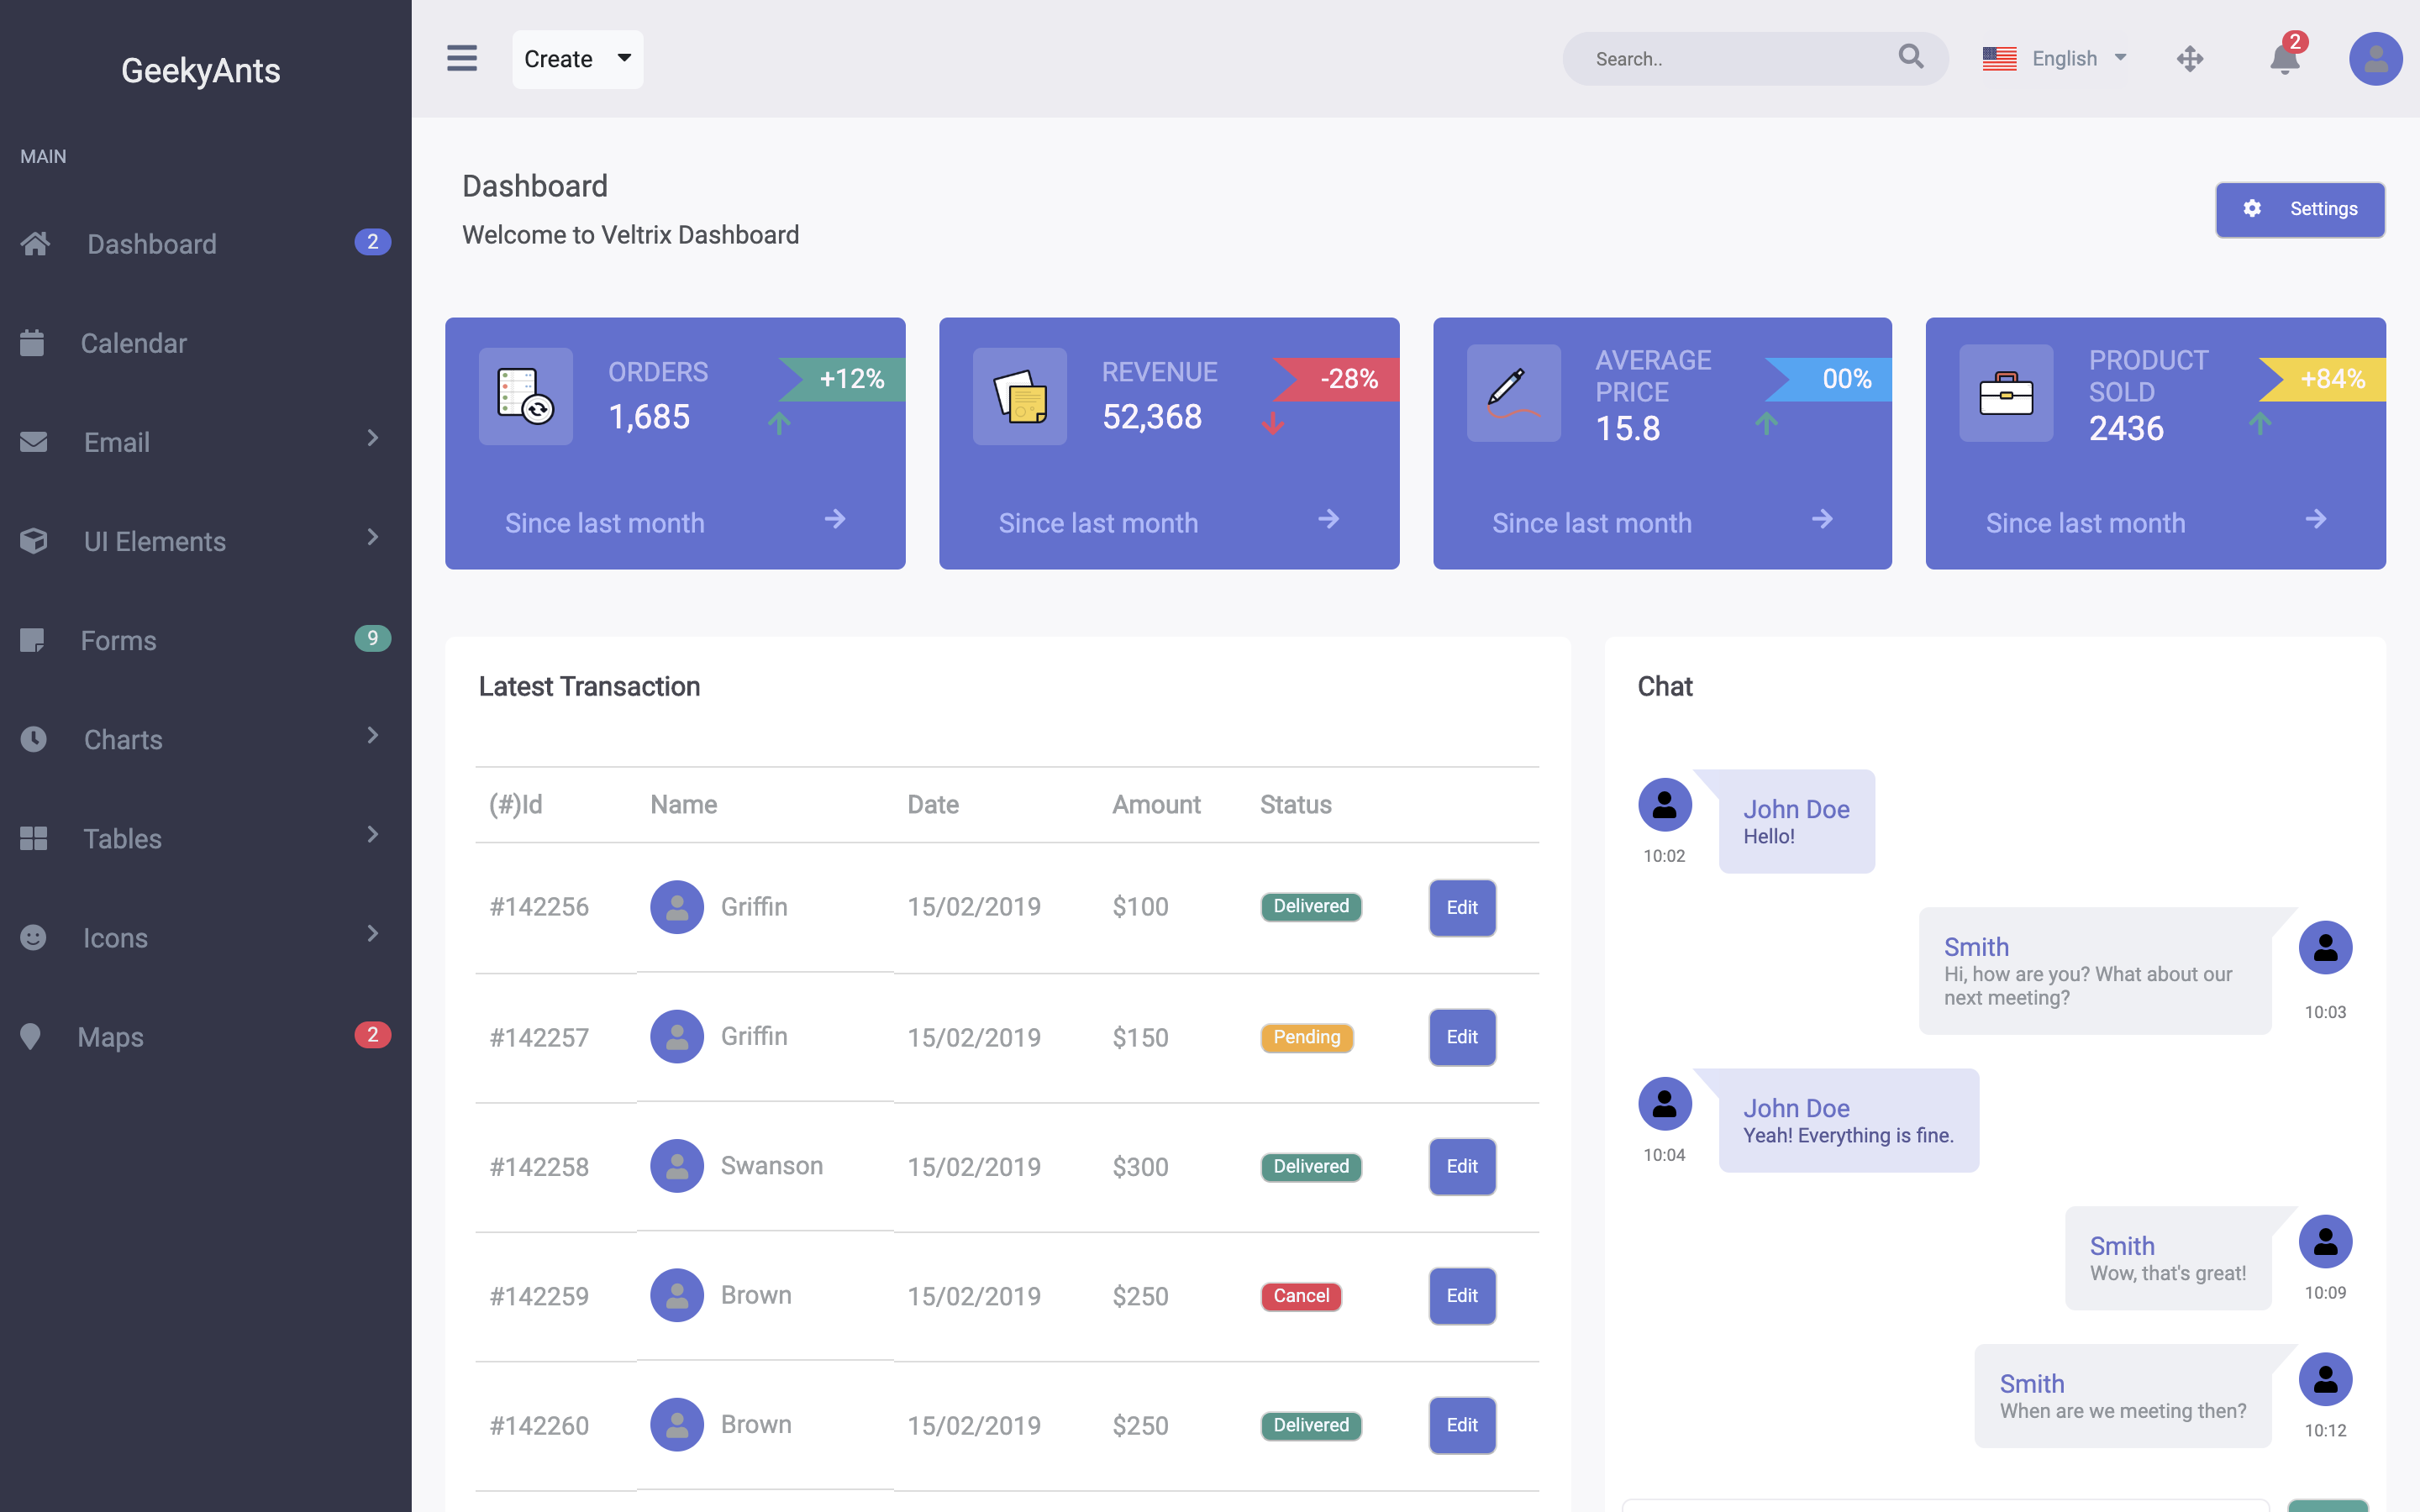 GeekyAnts
MAIN
Dashboard 2
Calendar
Email
UI Elements
Forms 9
Charts
Tables
Icons
Maps 2
Create
Search..
English
2
Dashboard
Welcome to Veltrix Dashboard
Settings
ORDERS
1,685
+12%
Since last month
REVENUE
52,368
-28%
Since last month
AVERAGE
PRICE
15.8
00%
Since last month
PRODUCT
SOLD
2436
+84%
Since last month
Latest Transaction
(#)Id Name Date Amount Status
#142256 Griffin 15/02/2019 $100 Delivered Edit
#142257 Griffin 15/02/2019 $150 Pending Edit
#142258 Swanson 15/02/2019 $300 Delivered Edit
#142259 Brown 15/02/2019 $250 Cancel Edit
#142260 Brown 15/02/2019 $250 Delivered Edit
Chat
John Doe
Hello!
10:02
Smith
Hi, how are you? What about our
next meeting?
10:03
John Doe
Yeah! Everything is fine.
10:04
Smith
Wow, that's great!
10:09
Smith
When are we meeting then?
10:12